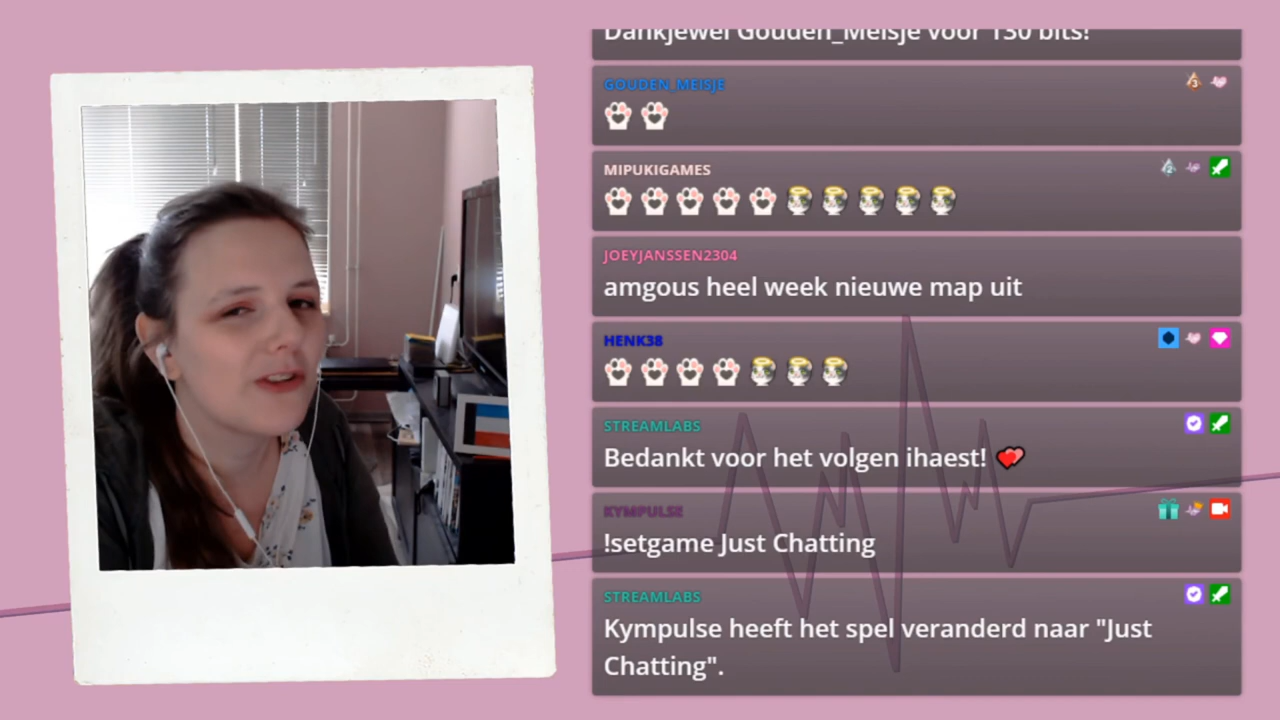 Dankjewel Gouden_Meisje voor 130 bits!
GOUDEN_MEISJE
MIPUKIGAMES
JOEYJANSSEN2304
amgous heel week nieuwe map uit
HENK38
STREAMLABS
Bedankt voor het volgen ihaest!
KYMPULSE
!setgame Just Chatting
STREAMLABS
Kympulse heeft het spel veranderd naar "Just
Chatting".